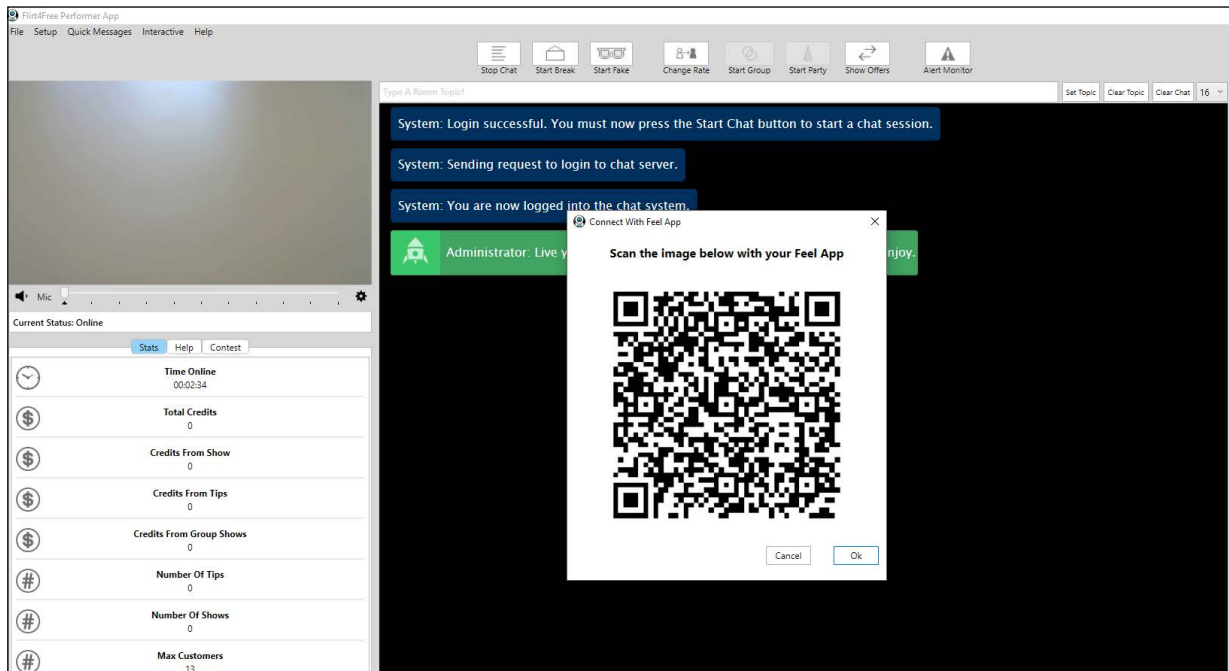 Flirt4Free Performer App
File Setup Quick Messages Interactive Help
Stop Chat Start Break Start Fake Change Rate Start Group Start Party Show Offers Alert Monitor
Type A Room Topic!
Set Topic Clear Topic Clear Chat 16
System: Login successful. You must now press the Start Chat button to start a chat session.
System: Sending request to login to chat server.
System: You are now logged into the chat system.
Administrator: Live y
njoy.
Connect With Feel App
Scan the image below with your Feel App
Cancel Ok
Mic
Current Status: Online
Stats Help Contest
Time Online
00:02:34
Total Credits
0
Credits From Show
0
Credits From Tips
0
Credits From Group Shows
0
Number Of Tips
0
Number Of Shows
0
Max Customers
13